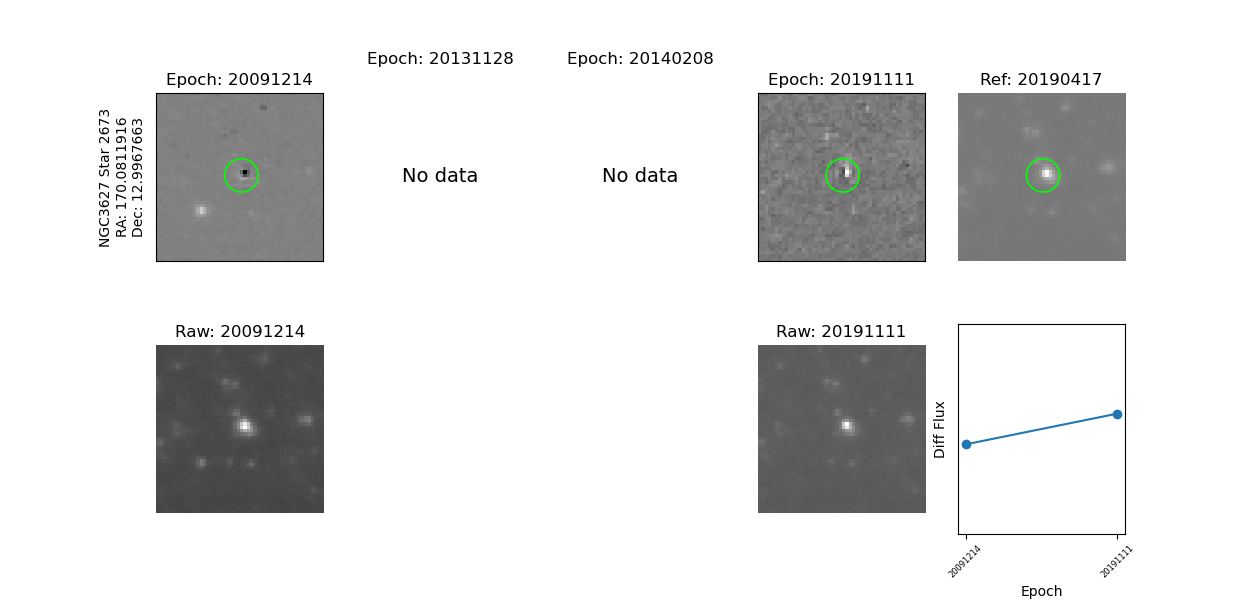 Epoch: 20091214
Epoch: 20131128
Epoch: 20140208
Epoch: 20191111
Ref: 20190417
NGC3627 Star 2673
RA: 170.0811916
Dec: 12.9967663
No data
No data
Raw: 20091214
Raw: 20191111
Diff Flux
20091214
20191111
Epoch